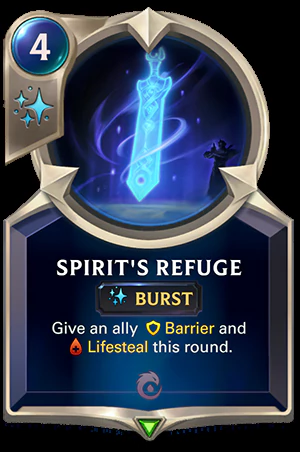 4
SPIRIT'S REFUGE
BURST
Give an ally Barrier and
Lifesteal this round.